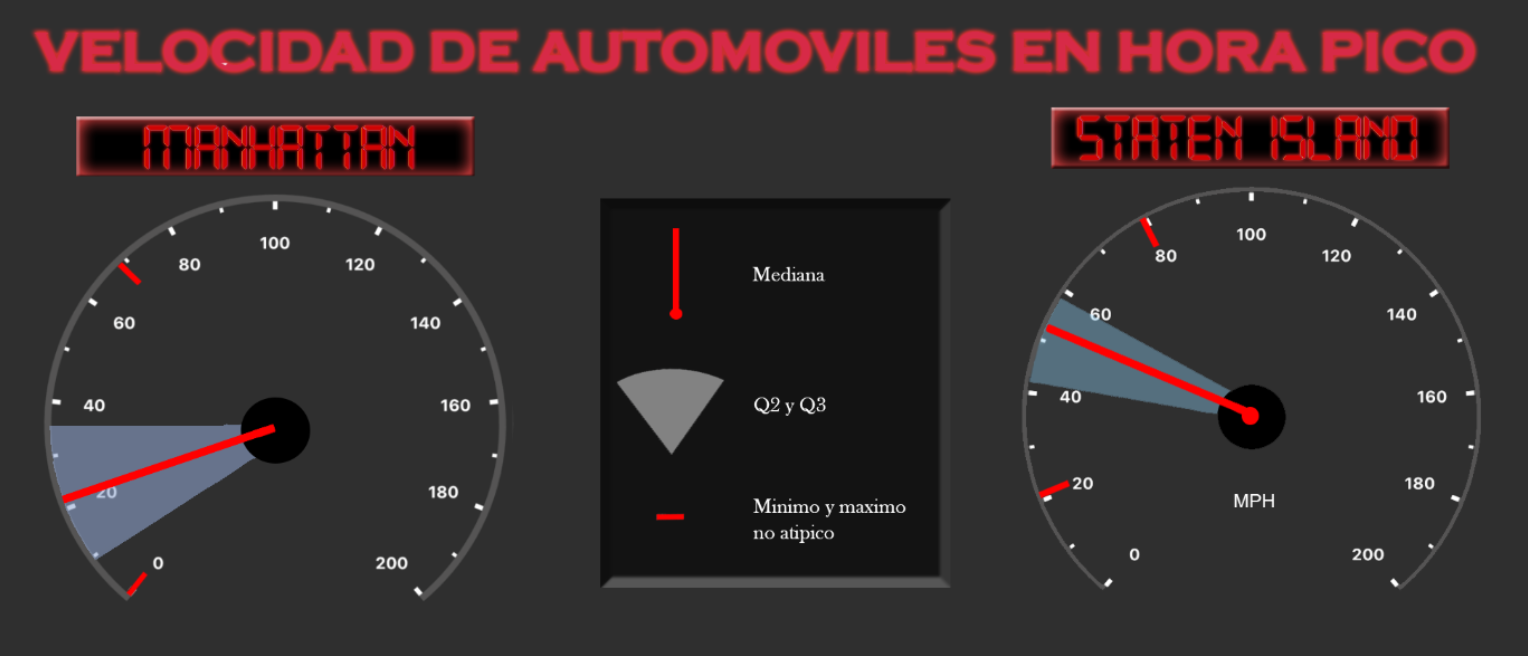 VELOCIDAD DE AUTOMOVILES EN HORA PICO
MANHATTAN
0
20
40
60
80
100
120
140
160
180
200
Mediana
Q2 y Q3
Minimo y maximo
no atipico
STATEN ISLAND
0
20
40
60
80
100
120
140
160
180
200
MPH